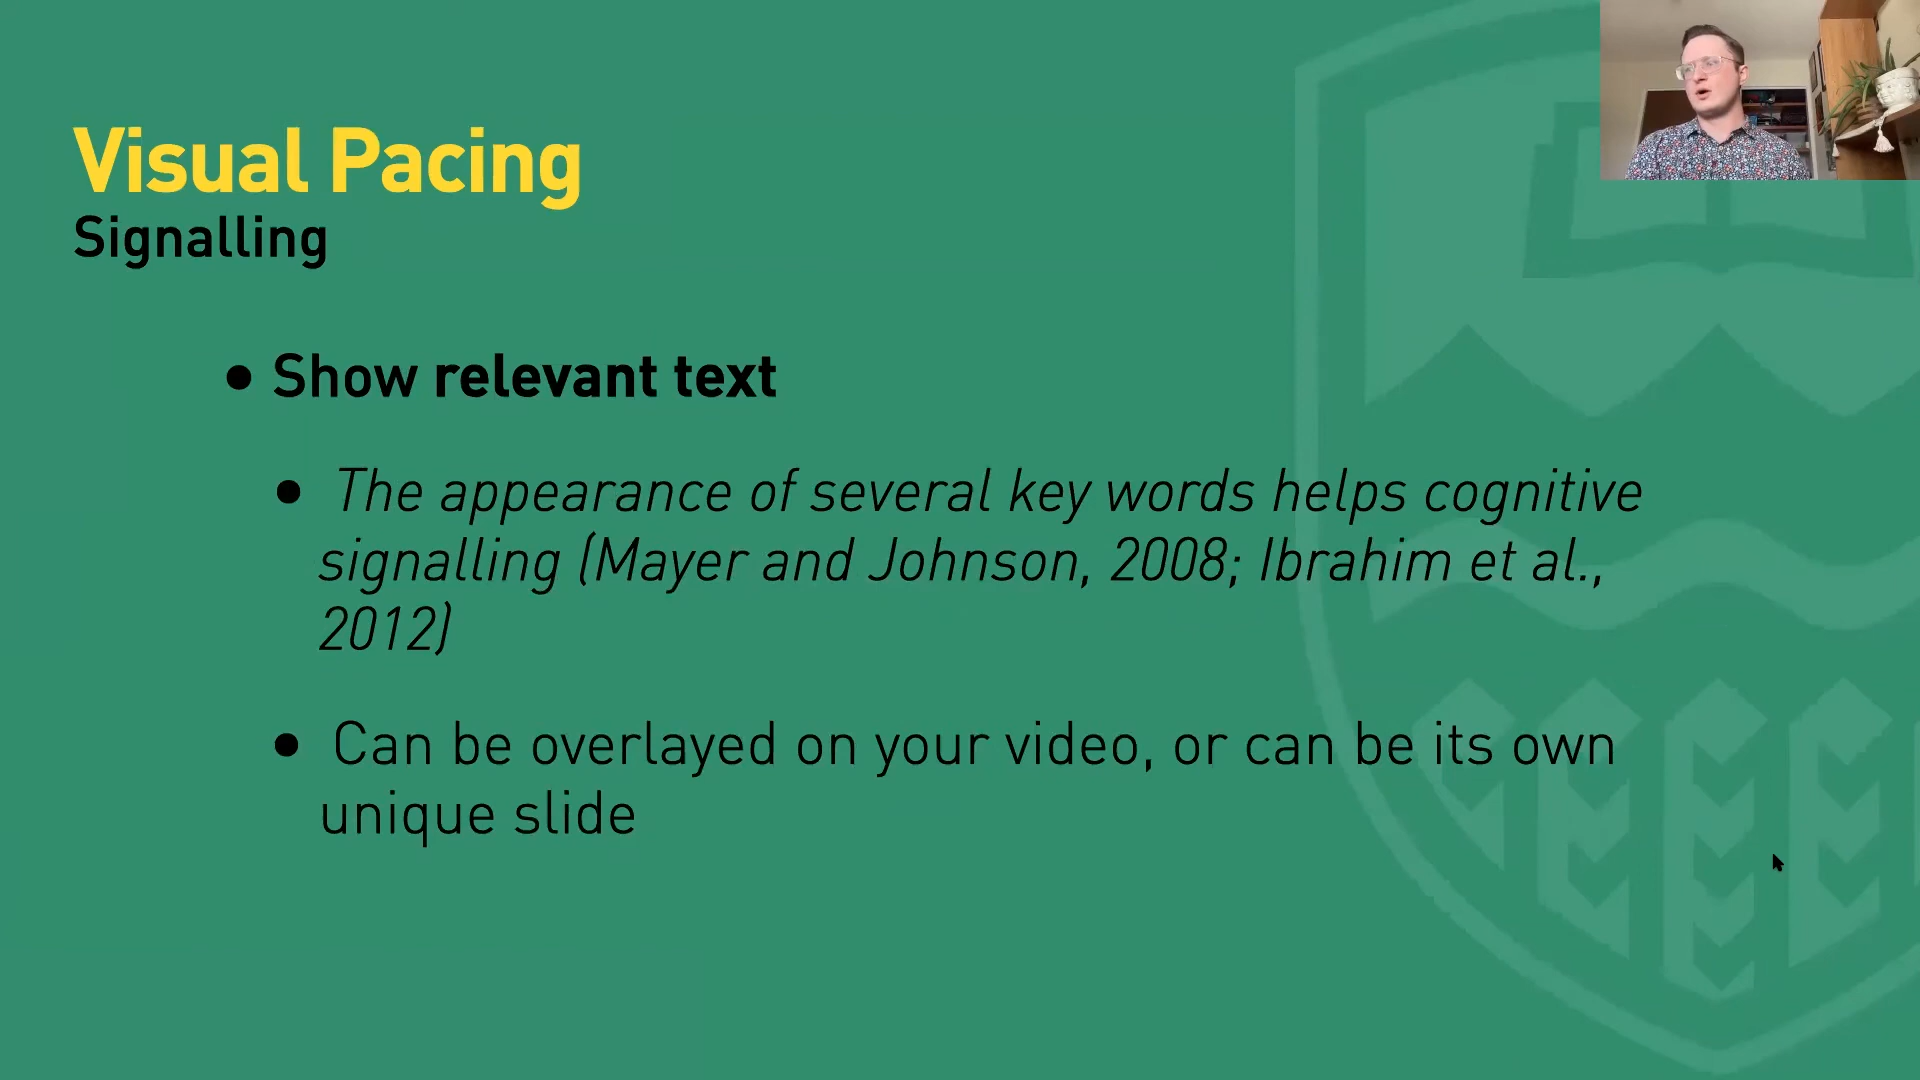 Visual Pacing
Signalling
● Show relevant text
● The appearance of several key words helps cognitive
signalling (Mayer and Johnson, 2008; Ibrahim et al.,
2012)
● Can be overlayed on your video, or can be its own
unique slide